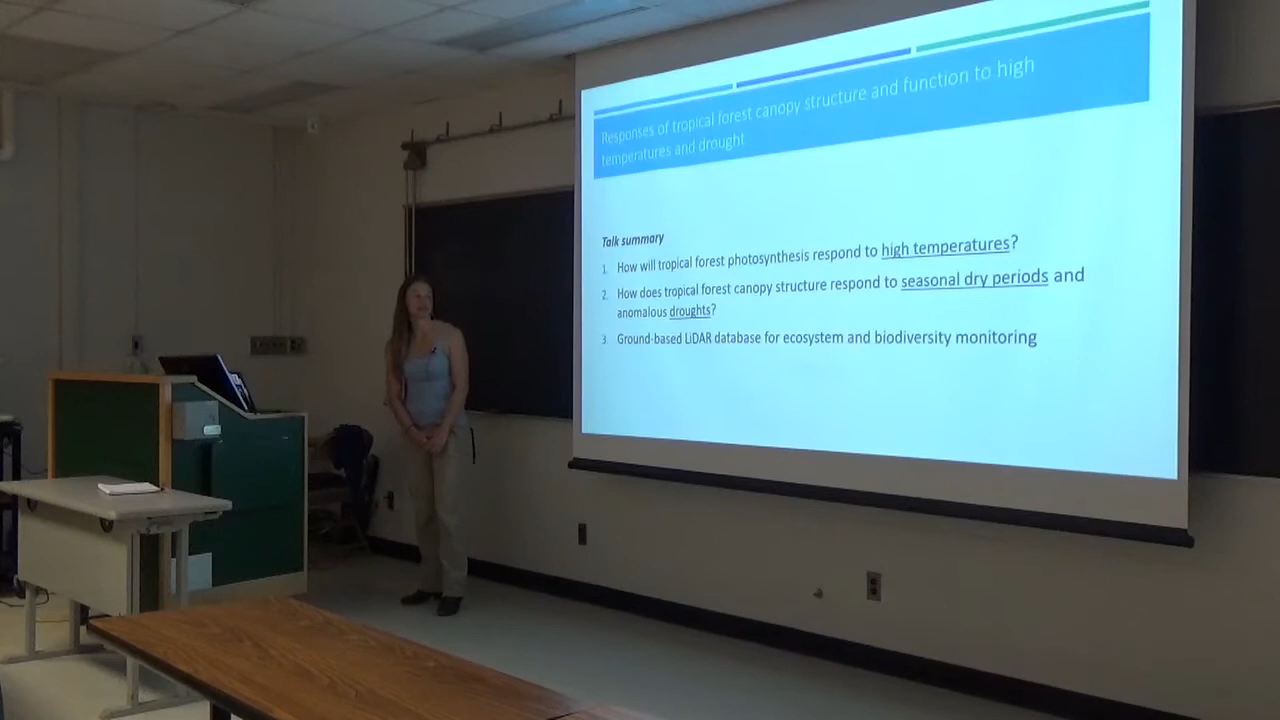 Responses of tropical forest canopy structure and function to high
temperatures and drought
Talk summary
1. How will tropical forest photosynthesis respond to high temperatures?
2. How does tropical forest canopy structure respond to seasonal dry periods and
anomalous droughts?
3. Ground-based LiDAR database for ecosystem and biodiversity monitoring